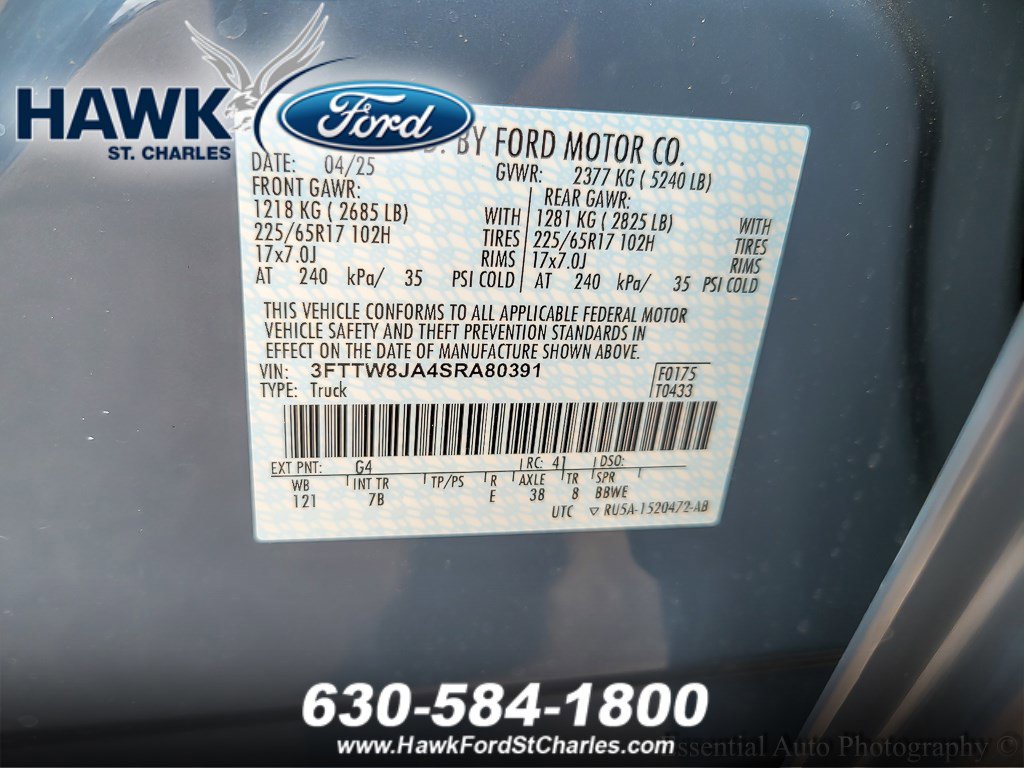 HAWK
ST. CHARLES
Ford
BY FORD MOTOR CO.
DATE: 04/25
GVWR: 2377 KG ( 5240 LB)
FRONT GAWR:
REAR GAWR:
1218 KG ( 2685 LB) WITH
1281 KG ( 2825 LB) WITH
225/65R17 102H TIRES
225/65R17 102H TIRES
17x7.0J RIMS
17x7.0J RIMS
AT 240 kPa/ 35 PSI COLD
AT 240 kPa/ 35 PSI COLD
THIS VEHICLE CONFORMS TO ALL APPLICABLE FEDERAL MOTOR
VEHICLE SAFETY AND THEFT PREVENTION STANDARDS IN
EFFECT ON THE DATE OF MANUFACTURE SHOWN ABOVE.
VIN: 3FTTW8JA4SRA80391
F0175
TYPE: Truck
T0433
EXT PNT: G4 RC: 41 DSO:
WB INT TR TP/PS R AXLE TR SPR
121 7B E 38 8 BBWE
UTC ▽ RU5A-1520472-AB
630-584-1800
www.HawkFordStCharles.com
Essential Auto Photography ©